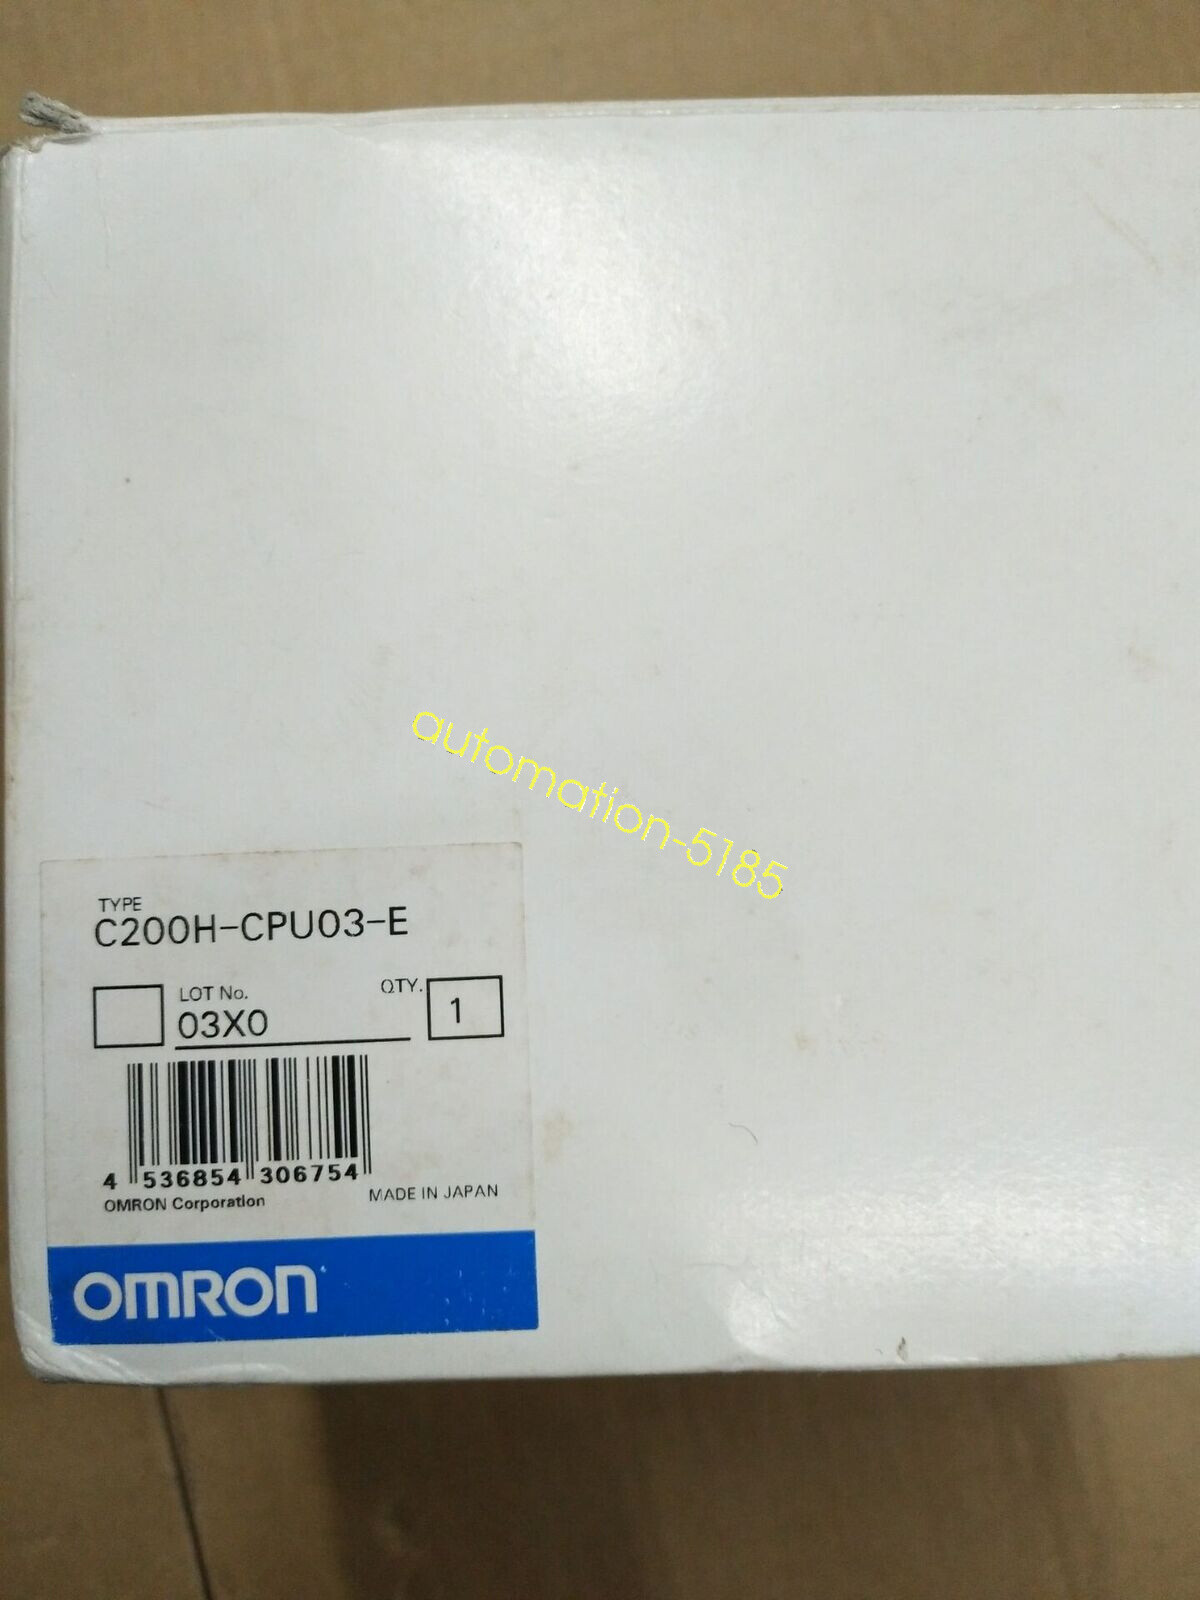 automation-5185
TYPE
C200H-CPU03-E
LOT No.
QTY.
03X0
1
4 536854 306754
OMRON Corporation
MADE IN JAPAN
OMRON